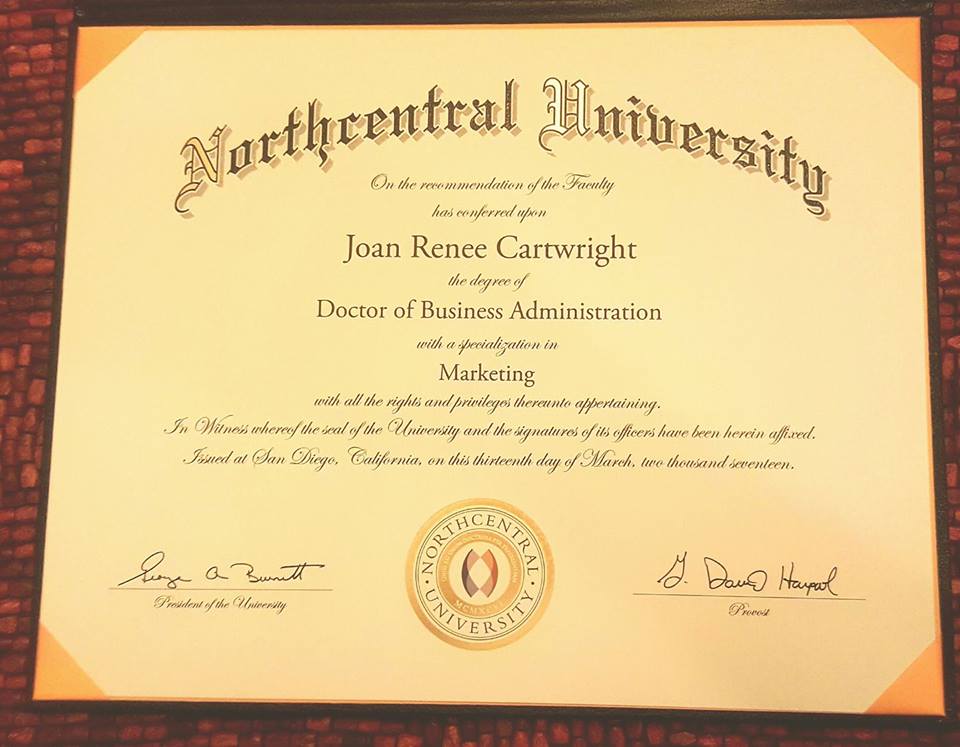 Northcentral University
On the recommendation of the Faculty
has conferred upon
Joan Renee Cartwright
the degree of
Doctor of Business Administration
with a specialization in
Marketing
with all the rights and privileges thereunto appertaining.
In Witness whereof the seal of the University and the signatures of its officers have been herein affixed.
Issued at San Diego, California, on this thirteenth day of March, two thousand seventeen.
George A Burnett
President of the University
NORTHCENTRAL
UNIVERSITY
G. David
Provost